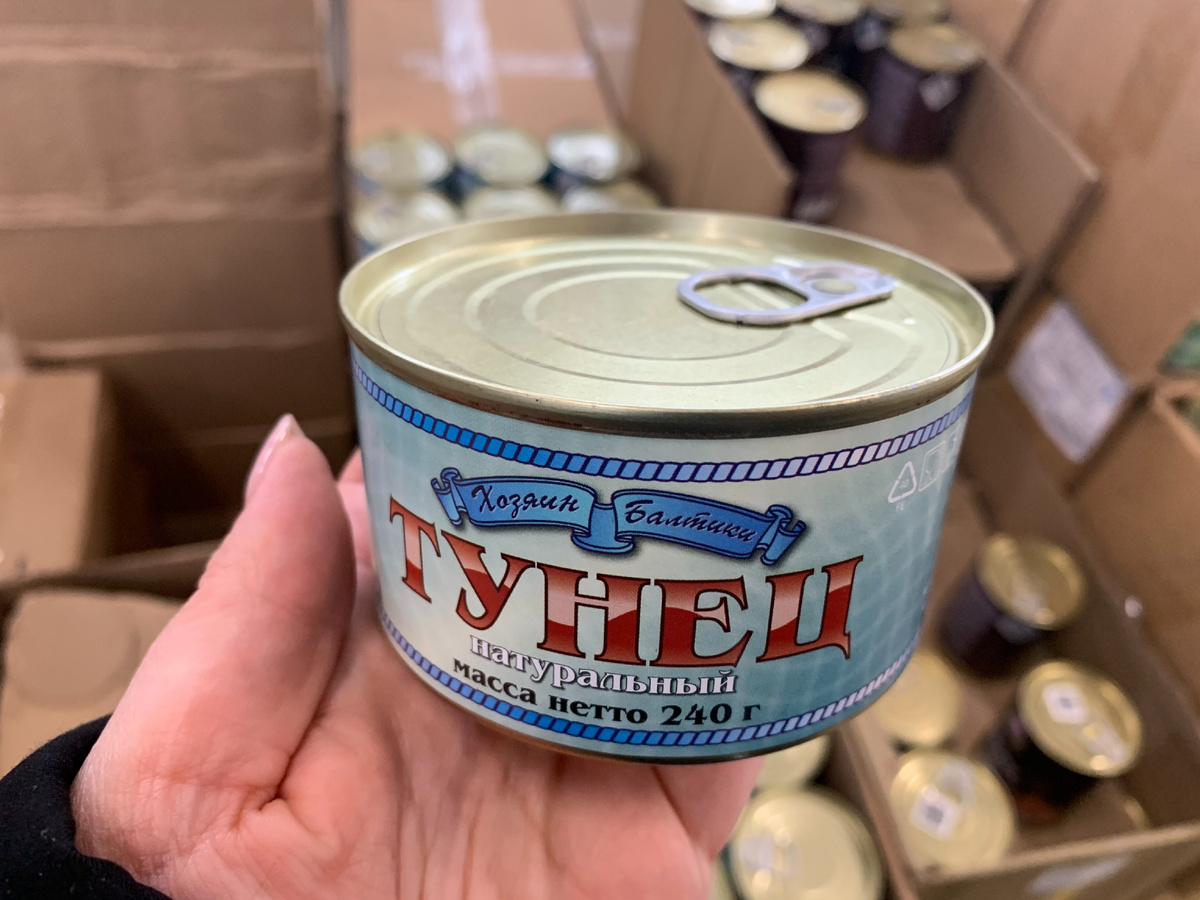 Хозяин Балтики
ТУНЕЦ
натуральный
масса нетто 240 г